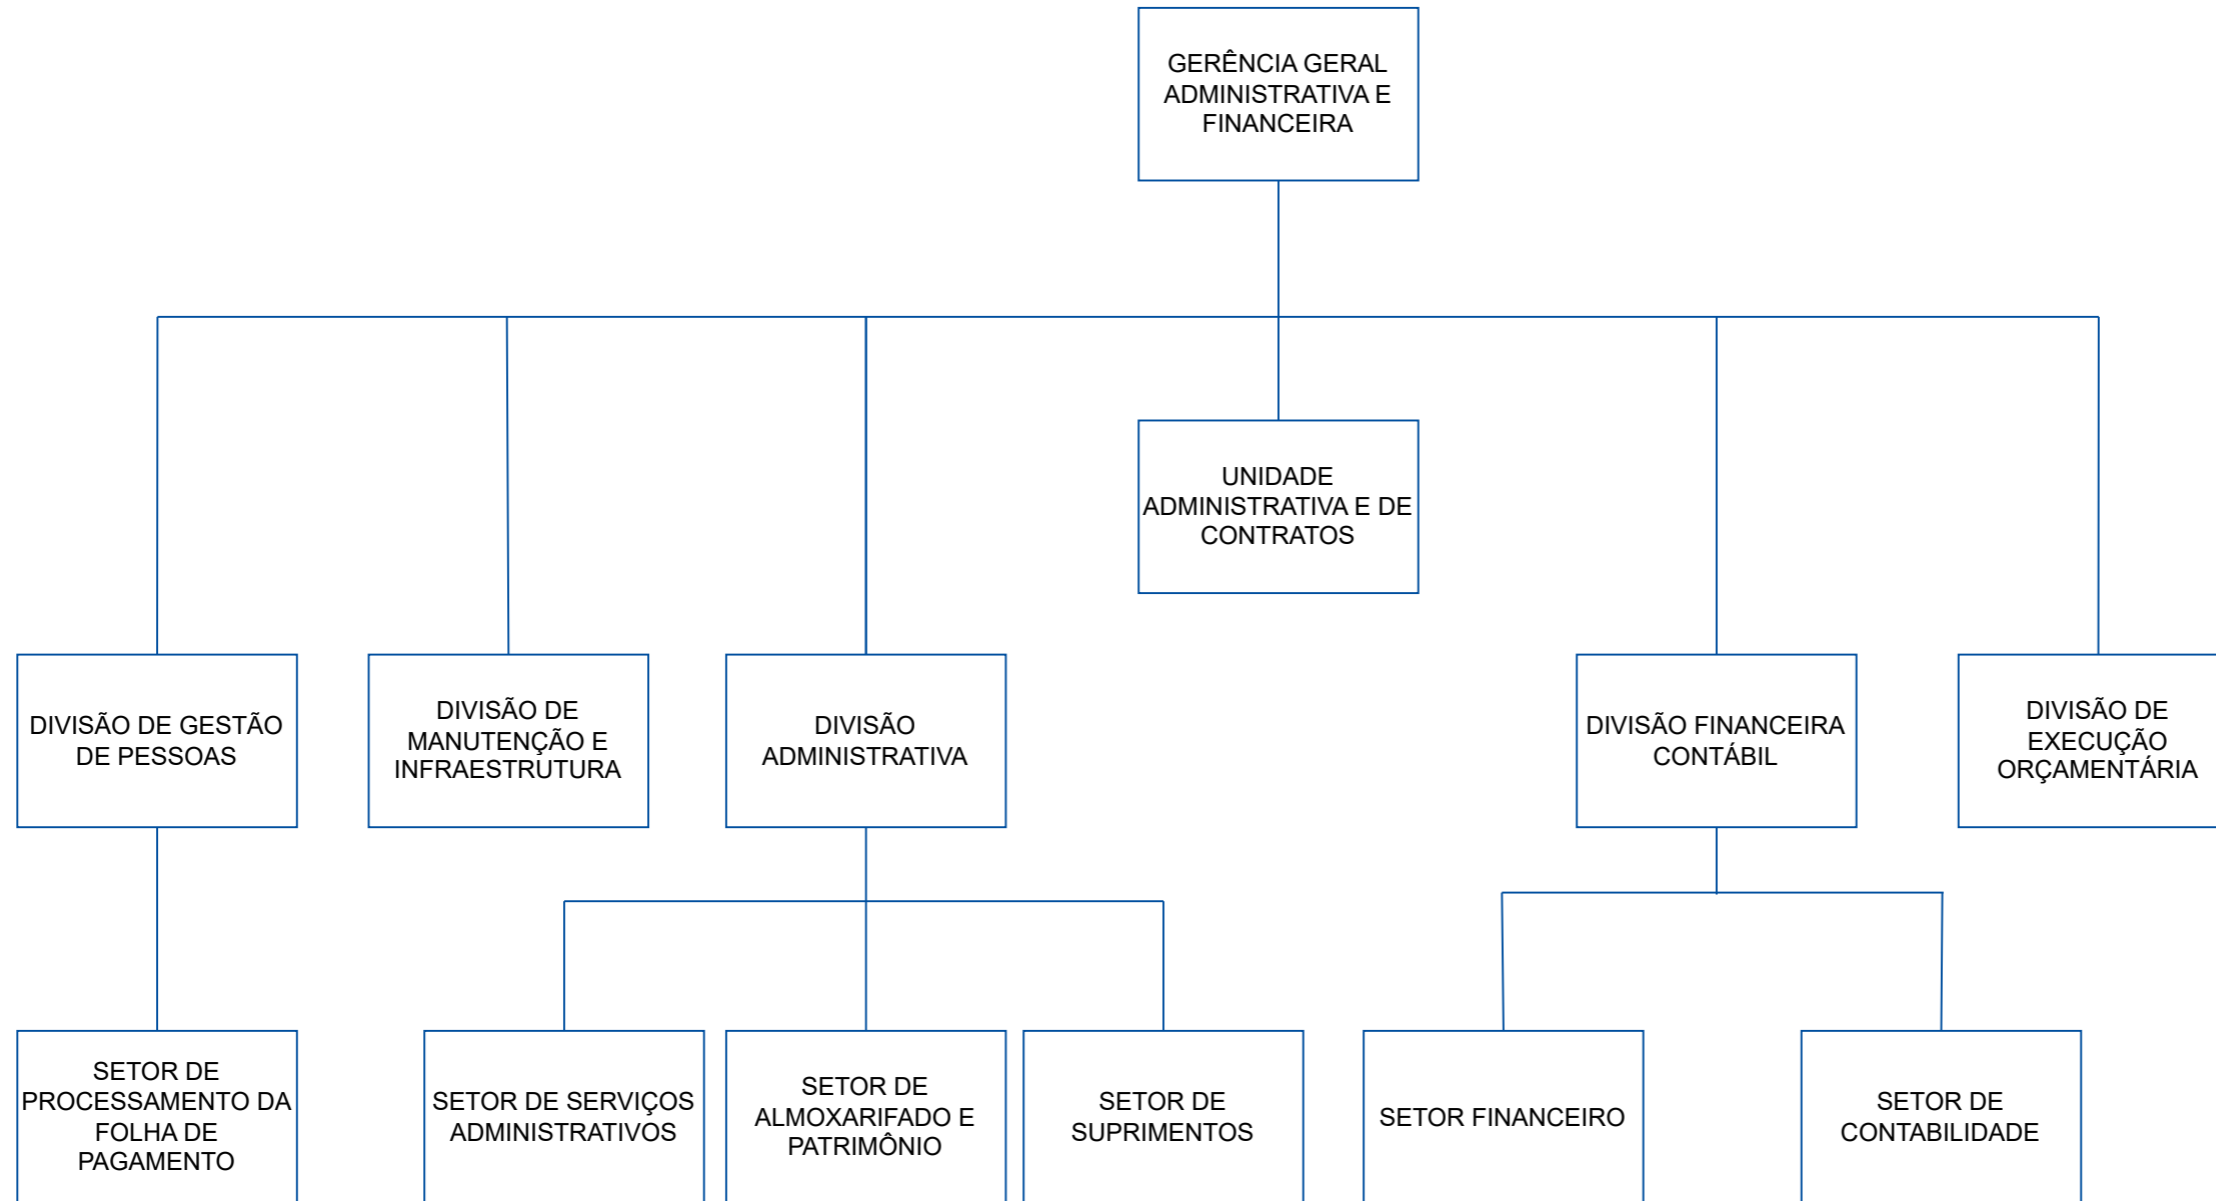 GERÊNCIA GERAL
ADMINISTRATIVA E
FINANCEIRA
UNIDADE
ADMINISTRATIVA E DE
CONTRATOS
DIVISÃO DE GESTÃO
DE PESSOAS
DIVISÃO DE
MANUTENÇÃO E
INFRAESTRUTURA
DIVISÃO
ADMINISTRATIVA
DIVISÃO FINANCEIRA
CONTÁBIL
DIVISÃO DE
EXECUÇÃO
ORÇAMENTÁRIA
SETOR DE
PROCESSAMENTO DA
FOLHA DE
PAGAMENTO
SETOR DE SERVIÇOS
ADMINISTRATIVOS
SETOR DE
ALMOXARIFADO E
PATRIMÔNIO
SETOR DE
SUPRIMENTOS
SETOR FINANCEIRO
SETOR DE
CONTABILIDADE